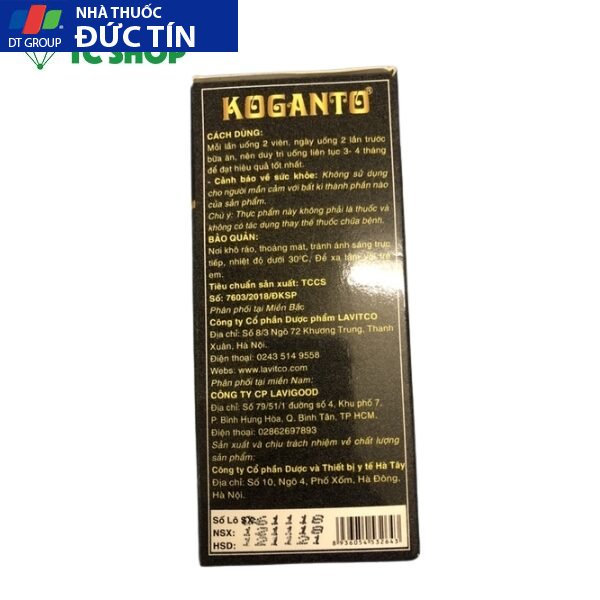 NHÀ THUỐC
DT GROUP
ĐỨC TÍN
TC SHOP
KOGANTO®
CÁCH DÙNG:
Mỗi lần uống 2 viên, ngày uống 2 lần trước
bữa ăn, nên duy trì uống liên tục 3- 4 tháng
để đạt hiệu quả tốt nhất.
- Cảnh báo về sức khỏe: Không sử dụng
cho người mẫn cảm với bất kì thành phần nào
của sản phẩm.
Chú ý: Thực phẩm này không phải là thuốc và
không có tác dụng thay thế thuốc chữa bệnh.
BẢO QUẢN:
Nơi khô ráo, thoáng mát, tránh ánh sáng trực
tiếp, nhiệt độ dưới 30°C, Để xa tầm với trẻ
em.
Tiêu chuẩn sản xuất: TCCS
Số: 7603/2018/ĐKSP
Phân phối tại Miền Bắc
Công ty Cổ phần Dược phẩm LAVITCO
Địa chỉ: Số 8/3 Ngõ 72 Khương Trung, Thanh
Xuân, Hà Nội.
Điện thoại: 0243 514 9558
Webs: www.lavitco.com
Phân phối tại miền Nam:
CÔNG TY CP LAVIGOOD
Địa chỉ: Số 79/51/1 đường số 4, Khu phố 7,
P. Bình Hưng Hòa, Q. Bình Tân, TP HCM.
Điện thoại: 02862697893
Sản xuất và chịu trách nhiệm về chất lượng
sản phẩm:
Công ty Cổ phần Dược và Thiết bị y tế Hà Tây
Địa chỉ: Số 10, Ngõ 4, Phố Xốm, Hà Đông,
Hà Nội.
Số Lô SX:
NSX:
HSD:
8 936054 532643